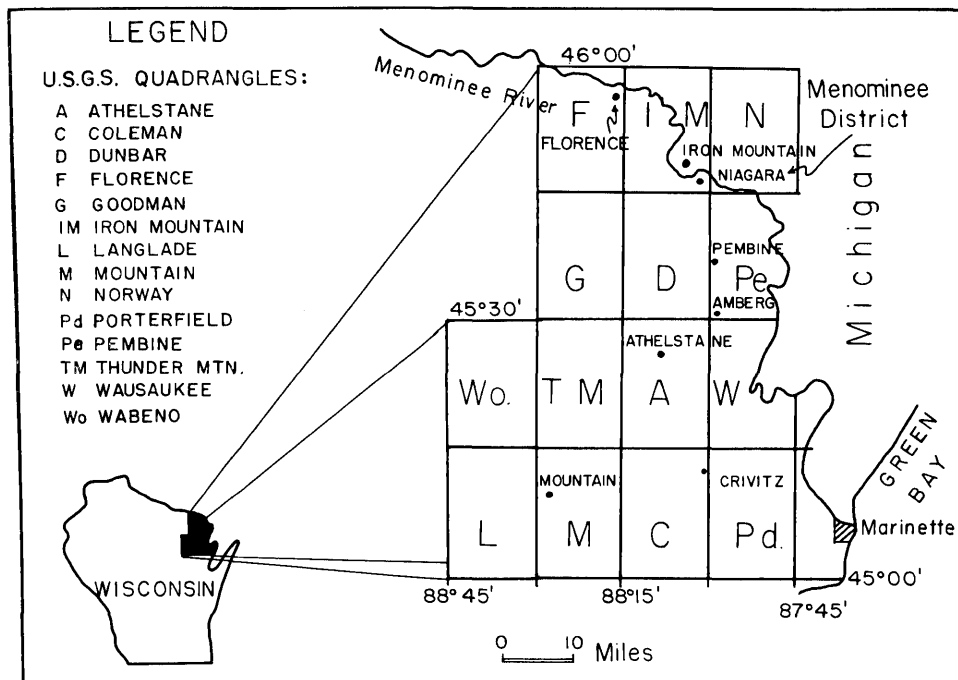 LEGEND
U.S.G.S. QUADRANGLES:
A ATHELSTANE
C COLEMAN
D DUNBAR
F FLORENCE
G GOODMAN
IM IRON MOUNTAIN
L LANGLADE
M MOUNTAIN
N NORWAY
Pd PORTERFIELD
Pe PEMBINE
TM THUNDER MTN.
W WAUSAUKEE
Wo WABENO
WISCONSIN
46°00'
Menominee River
Menominee
District
F
I M
N
FLORENCE
IRON MOUNTAIN
NIAGARA
Michigan
G
D
Pe
PEMBINE
AMBERG
45°30'
ATHELSTANE
Wo.
T M
A
W
MOUNTAIN
CRIVITZ
GREEN
BAY
L
M
C
Pd.
Marinette
45°00'
88°45'
88°15'
87°45'
0 10 Miles